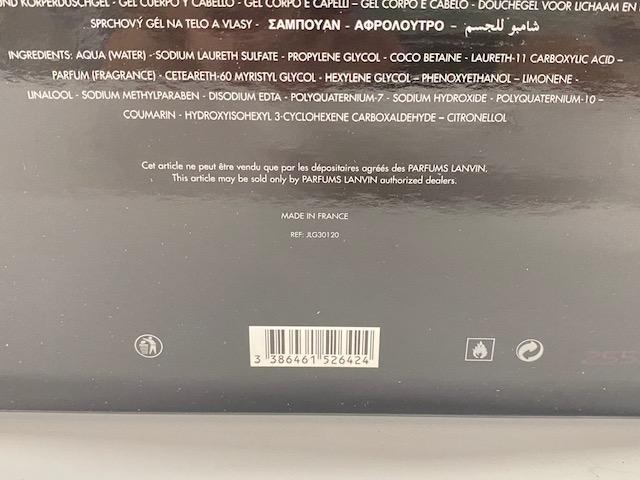 ND KÖRPERDUSCHGEL - GEL CUERPO Y CABELLO - GEL CORPO E CAPELLI – GEL CORPO E CABELO - DOUCHEGEL VOOR LICHAAM EN
SPRCHOVÝ GÉL NA TELO A VLASY - ΣΑΜΠΟΥΑΝ - ΑΦΡΟΛΟΥΤΡΟ – شامبو للجسم -
INGREDIENTS: AQUA (WATER) - SODIUM LAURETH SULFATE - PROPYLENE GLYCOL - COCO BETAINE - LAURETH-11 CARBOXYLIC ACID –
PARFUM (FRAGRANCE) - CETEARETH-60 MYRISTYL GLYCOL - HEXYLENE GLYCOL – PHENOXYETHANOL – LIMONENE -
LINALOOL - SODIUM METHYLPARABEN - DISODIUM EDTA - POLYQUATERNIUM-7 - SODIUM HYDROXIDE - POLYQUATERNIUM-10 –
COUMARIN - HYDROXYISOHEXYL 3-CYCLOHEXENE CARBOXALDEHYDE – CITRONELLOL
Cet article ne peut être vendu que par les dépositaires agréés des PARFUMS LANVIN.
This article may be sold only by PARFUMS LANVIN authorized dealers.
MADE IN FRANCE
REF: JLG30120
3 386461 526424